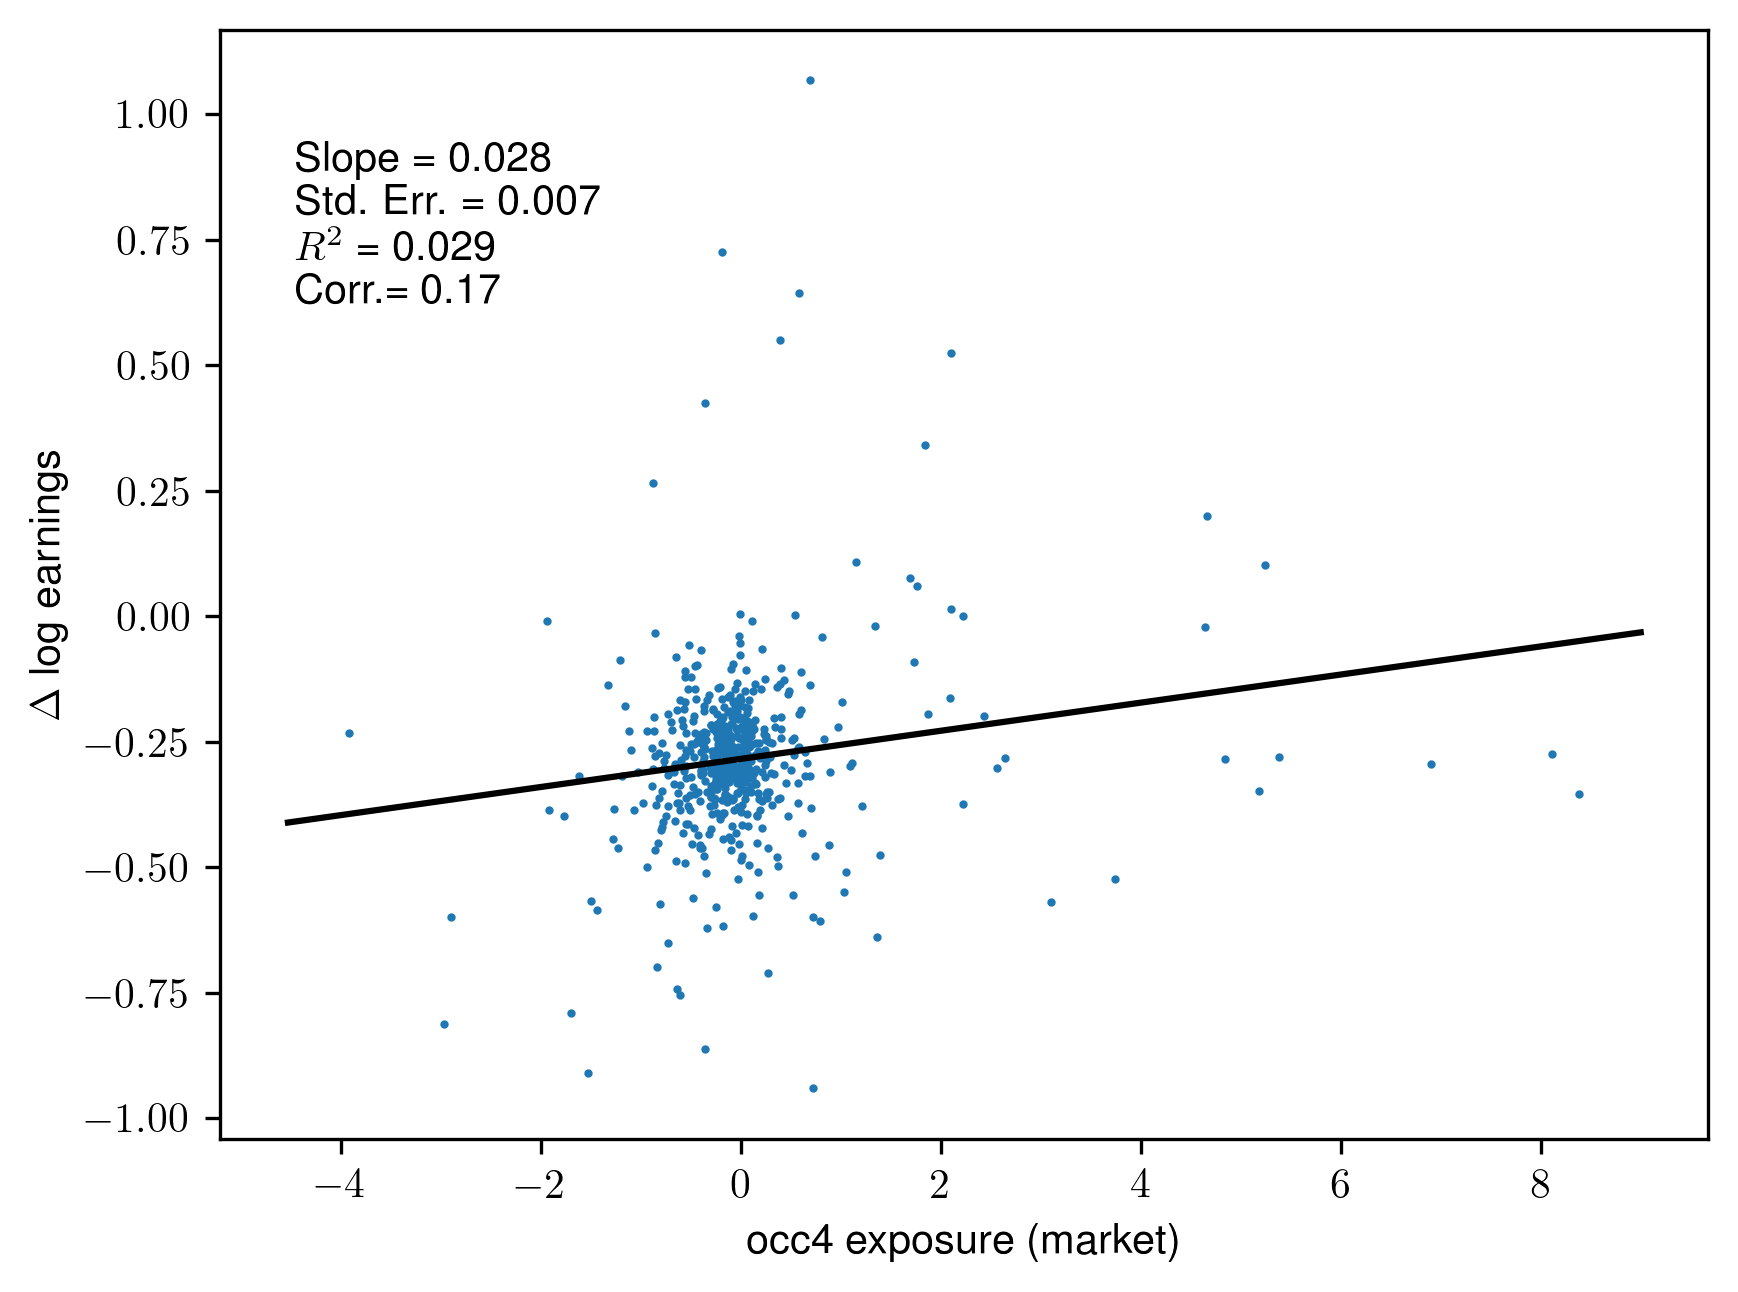 Slope = 0.028
Std. Err. = 0.007
R² = 0.029
Corr.= 0.17
1.00
0.75
0.50
0.25
0.00
−0.25
−0.50
−0.75
−1.00
Δ log earnings
−4 −2 0 2 4 6 8
occ4 exposure (market)